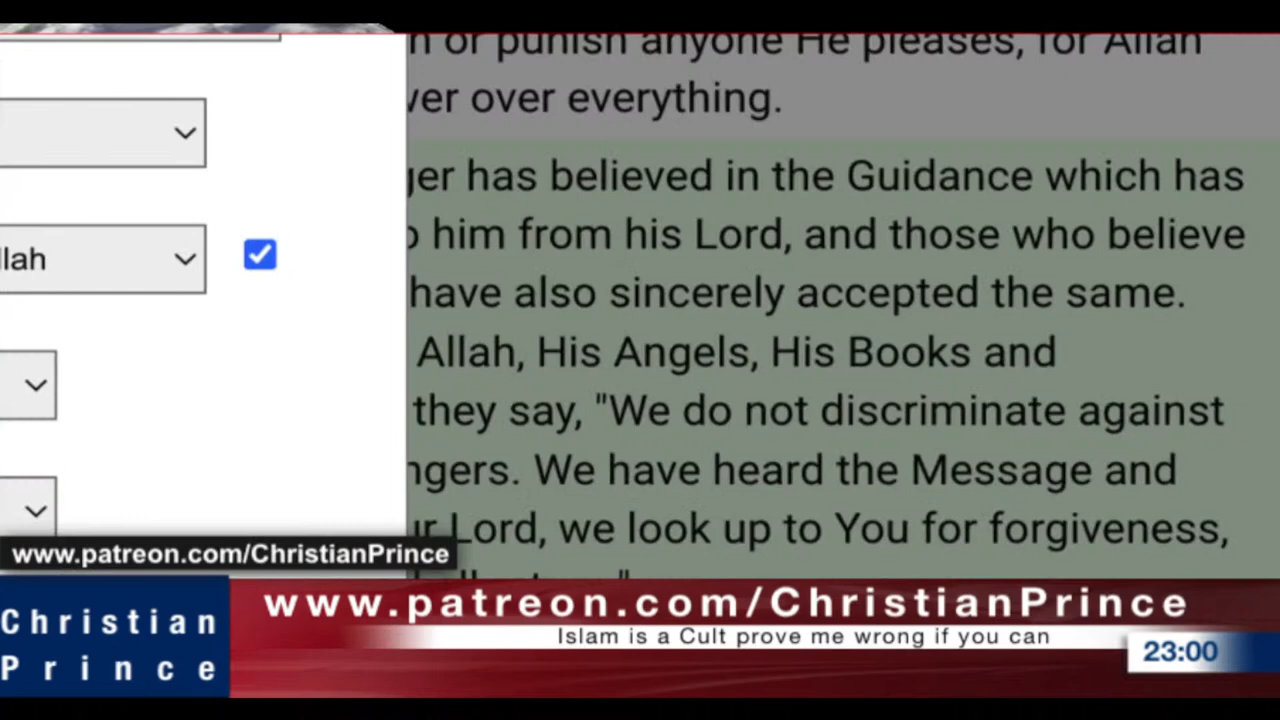 or punish anyone He pleases, for Allah
over everything.
has believed in the Guidance which has
him from his Lord, and those who believe
have also sincerely accepted the same.
llah
Allah, His Angels, His Books and
they say, "We do not discriminate against
ngers. We have heard the Message and
Lord, we look up to You for forgiveness,
www.patreon.com/ChristianPrince
Christian
Prince
www.patreon.com/ChristianPrince
Islam is a Cult prove me wrong if you can
23:00